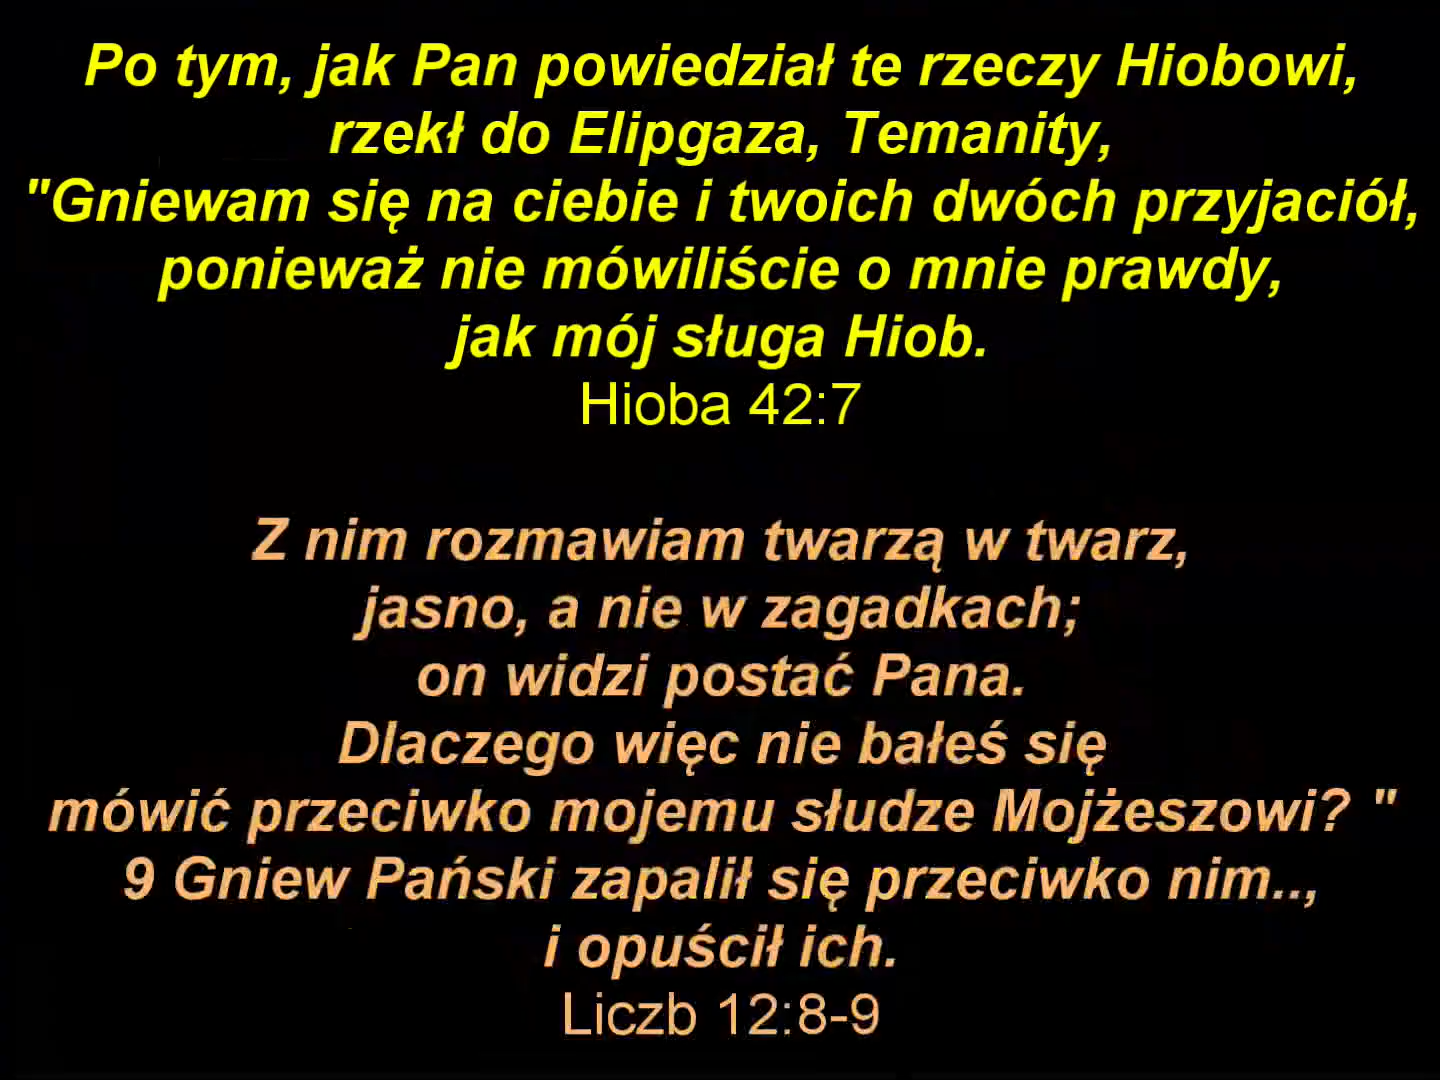 Po tym, jak Pan powiedział te rzeczy Hiobowi,
rzekł do Elipgaza, Temanity,
"Gniewam się na ciebie i twoich dwóch przyjaciół,
ponieważ nie mówiliście o mnie prawdy,
jak mój sługa Hiob.
Hioba 42:7
Z nim rozmawiam twarzą w twarz,
jasno, a nie w zagadkach;
on widzi postać Pana.
Dlaczego więc nie bałeś się
mówić przeciwko mojemu słudze Mojżeszowi? "
9 Gniew Pański zapalił się przeciwko nim..,
i opuścił ich.
Liczb 12:8-9